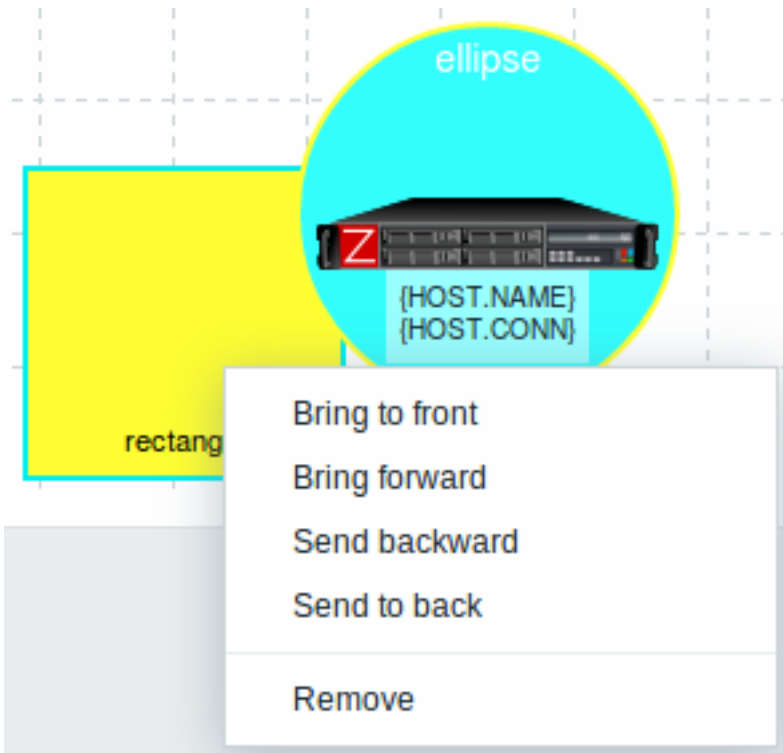 ellipse
Z
{HOST.NAME}
{HOST.CONN}
rectang
Bring to front
Bring forward
Send backward
Send to back
Remove